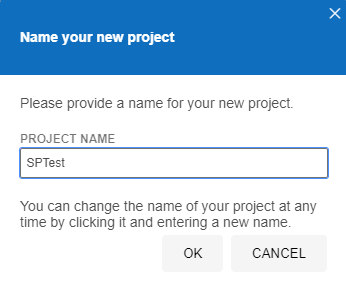 Name your new project
Please provide a name for your new project.
PROJECT NAME
SPTest
You can change the name of your project at any
time by clicking it and entering a new name.
OK CANCEL